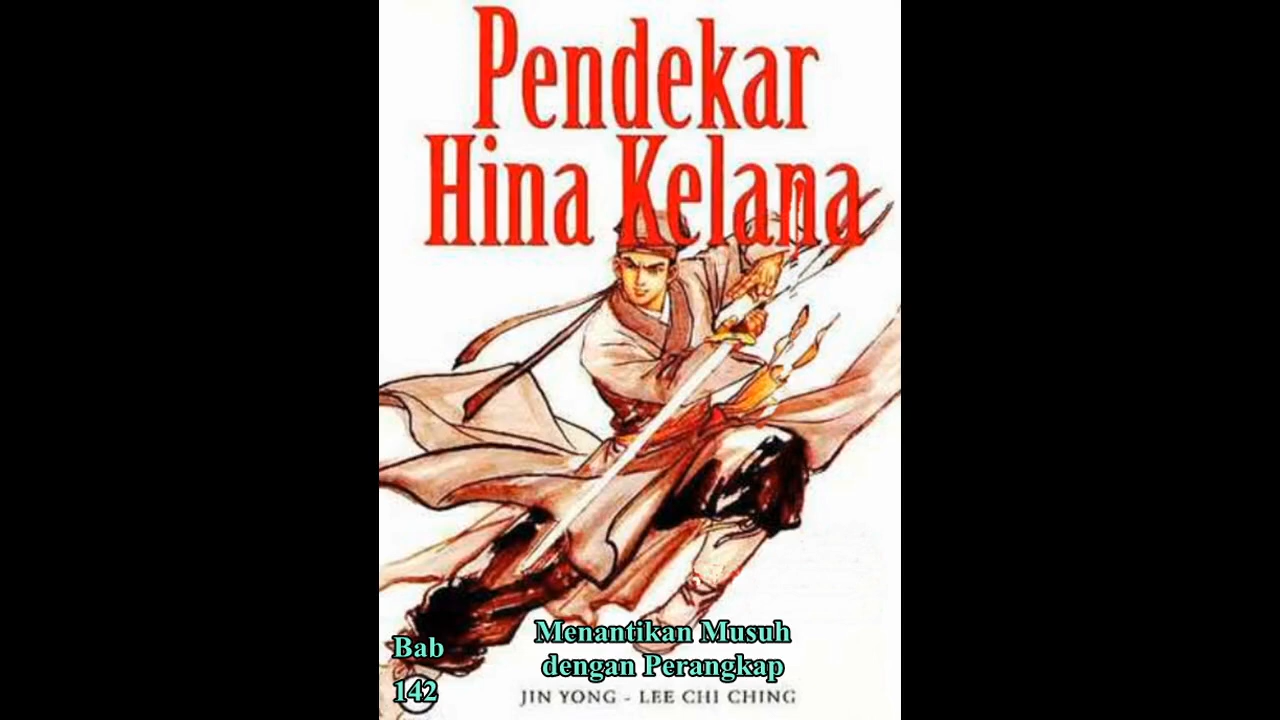 Pendekar
Hina Kelana
Bab
142
Menantikan Musuh
dengan Perangkap
JIN YONG - LEE CHI CHING